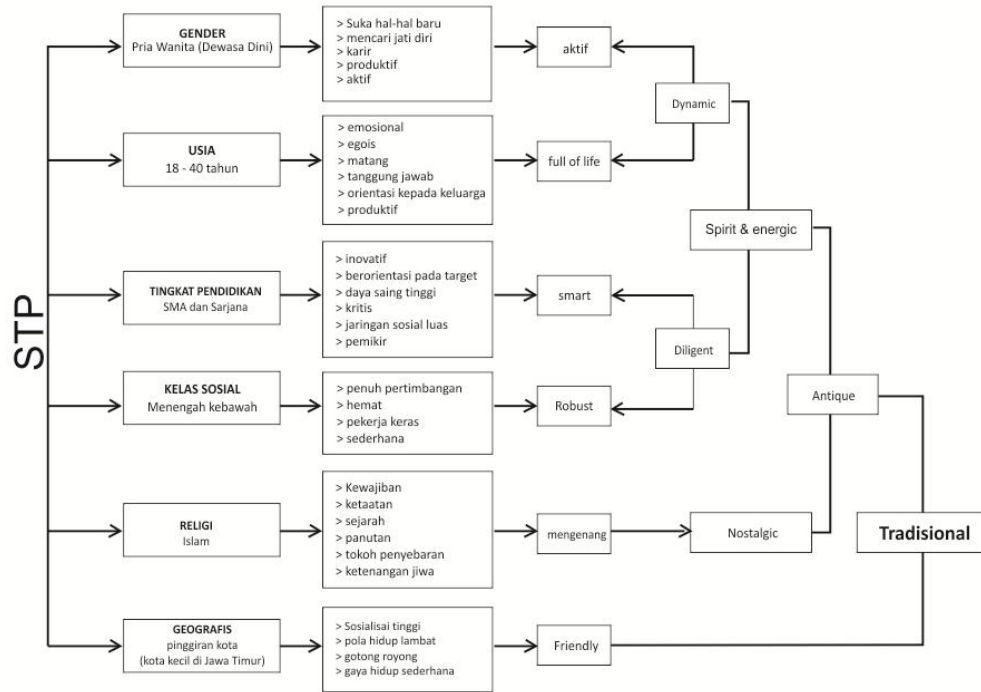 STP
GENDER
Pria Wanita (Dewasa Dini)
> Suka hal-hal baru
> mencari jati diri
> karir
> produktif
> aktif
aktif
Dynamic
USIA
18 - 40 tahun
> emosional
> egois
> matang
> tanggung jawab
> orientasi kepada keluarga
> produktif
full of life
Spirit & energic
TINGKAT PENDIDIKAN
SMA dan Sarjana
> inovatif
> berorientasi pada target
> daya saing tinggi
> kritis
> jaringan sosial luas
> pemikir
smart
Diligent
KELAS SOSIAL
Menengah kebawah
> penuh pertimbangan
> hemat
> pekerja keras
> sederhana
Robust
Antique
RELIGI
Islam
> Kewajiban
> ketaatan
> sejarah
> panutan
> tokoh penyebaran
> ketenangan jiwa
mengenang
Nostalgic
Tradisional
GEOGRAFIS
pinggiran kota
(kota kecil di Jawa Timur)
> Sosialisai tinggi
> pola hidup lambat
> gotong royong
> gaya hidup sederhana
Friendly